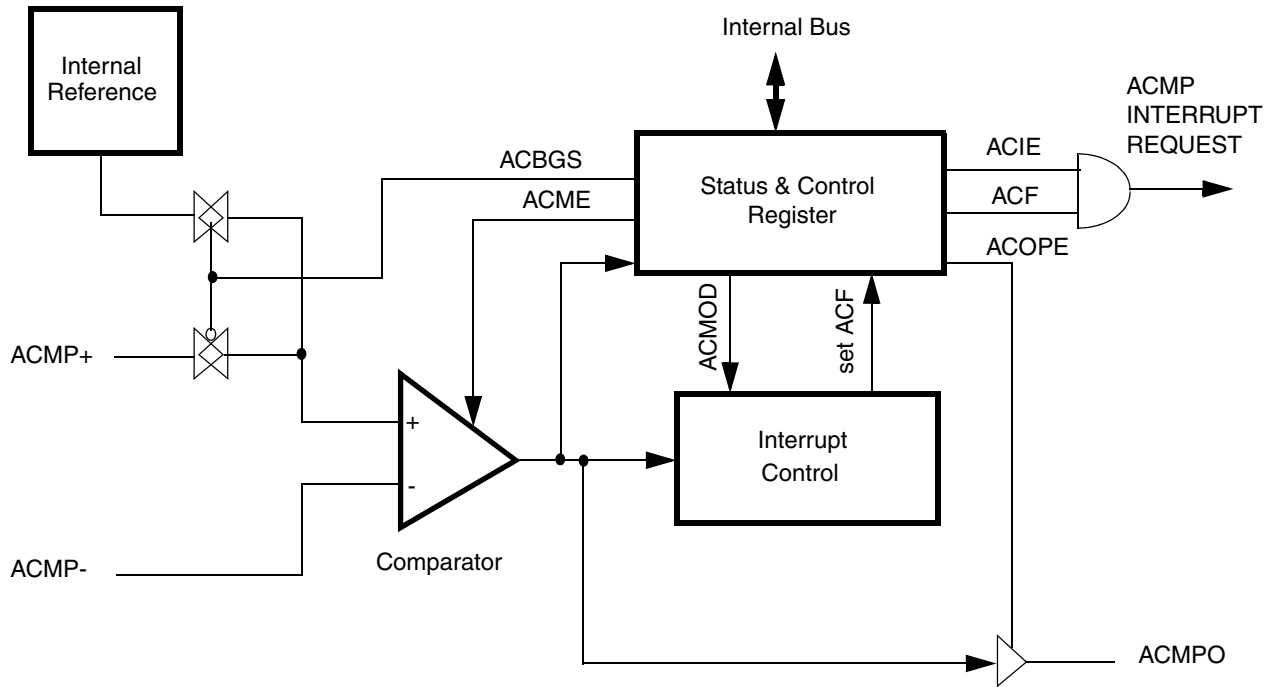 Internal Bus
Internal
Reference
ACMP
INTERRUPT
REQUEST
ACBGS
ACME
Status & Control
Register
ACIE
ACF
ACOPE
ACMOD
set ACF
ACMP+
+
-
Interrupt
Control
Comparator
ACMP-
ACMPO